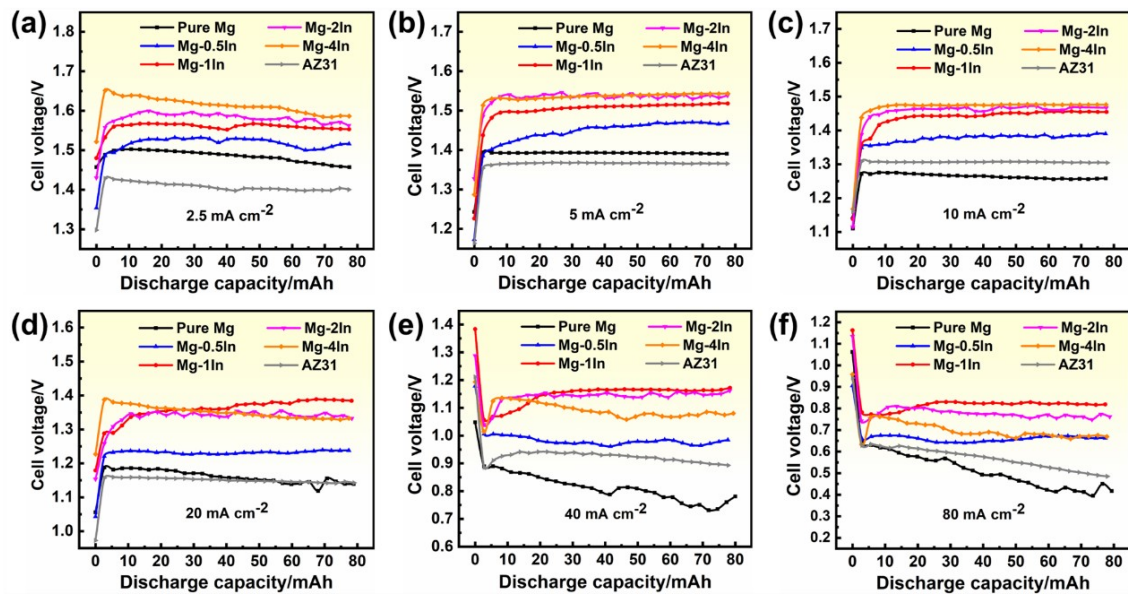 (a)
Pure Mg
Mg-2In
Mg-0.5In
Mg-4In
Mg-1In
AZ31
1.8
1.7
1.6
1.5
1.4
1.3
Cell voltage/V
2.5 mA cm-2
0 10 20 30 40 50 60 70 80
Discharge capacity/mAh
(b)
Pure Mg
Mg-2In
Mg-0.5In
Mg-4In
Mg-1In
AZ31
1.7
1.6
1.5
1.4
1.3
1.2
Cell voltage/V
5 mA cm-2
0 10 20 30 40 50 60 70 80
Discharge capacity/mAh
(c)
Pure Mg
Mg-2In
Mg-0.5In
Mg-4In
Mg-1In
AZ31
1.7
1.6
1.5
1.4
1.3
1.2
1.1
Cell voltage/V
10 mA cm-2
0 10 20 30 40 50 60 70 80
Discharge capacity/mAh
(d)
Pure Mg
Mg-2In
Mg-0.5In
Mg-4In
Mg-1In
AZ31
1.6
1.5
1.4
1.3
1.2
1.1
1.0
Cell voltage/V
20 mA cm-2
0 10 20 30 40 50 60 70 80
Discharge capacity/mAh
(e)
Pure Mg
Mg-2In
Mg-0.5In
Mg-4In
Mg-1In
AZ31
1.4
1.3
1.2
1.1
1.0
0.9
0.8
0.7
0.6
Cell voltage/V
40 mA cm-2
0 10 20 30 40 50 60 70 80
Discharge capacity/mAh
(f)
Pure Mg
Mg-2In
Mg-0.5In
Mg-4In
Mg-1In
AZ31
1.2
1.1
1.0
0.9
0.8
0.7
0.6
0.5
0.4
0.3
0.2
Cell voltage/V
80 mA cm-2
0 10 20 30 40 50 60 70 80
Discharge capacity/mAh